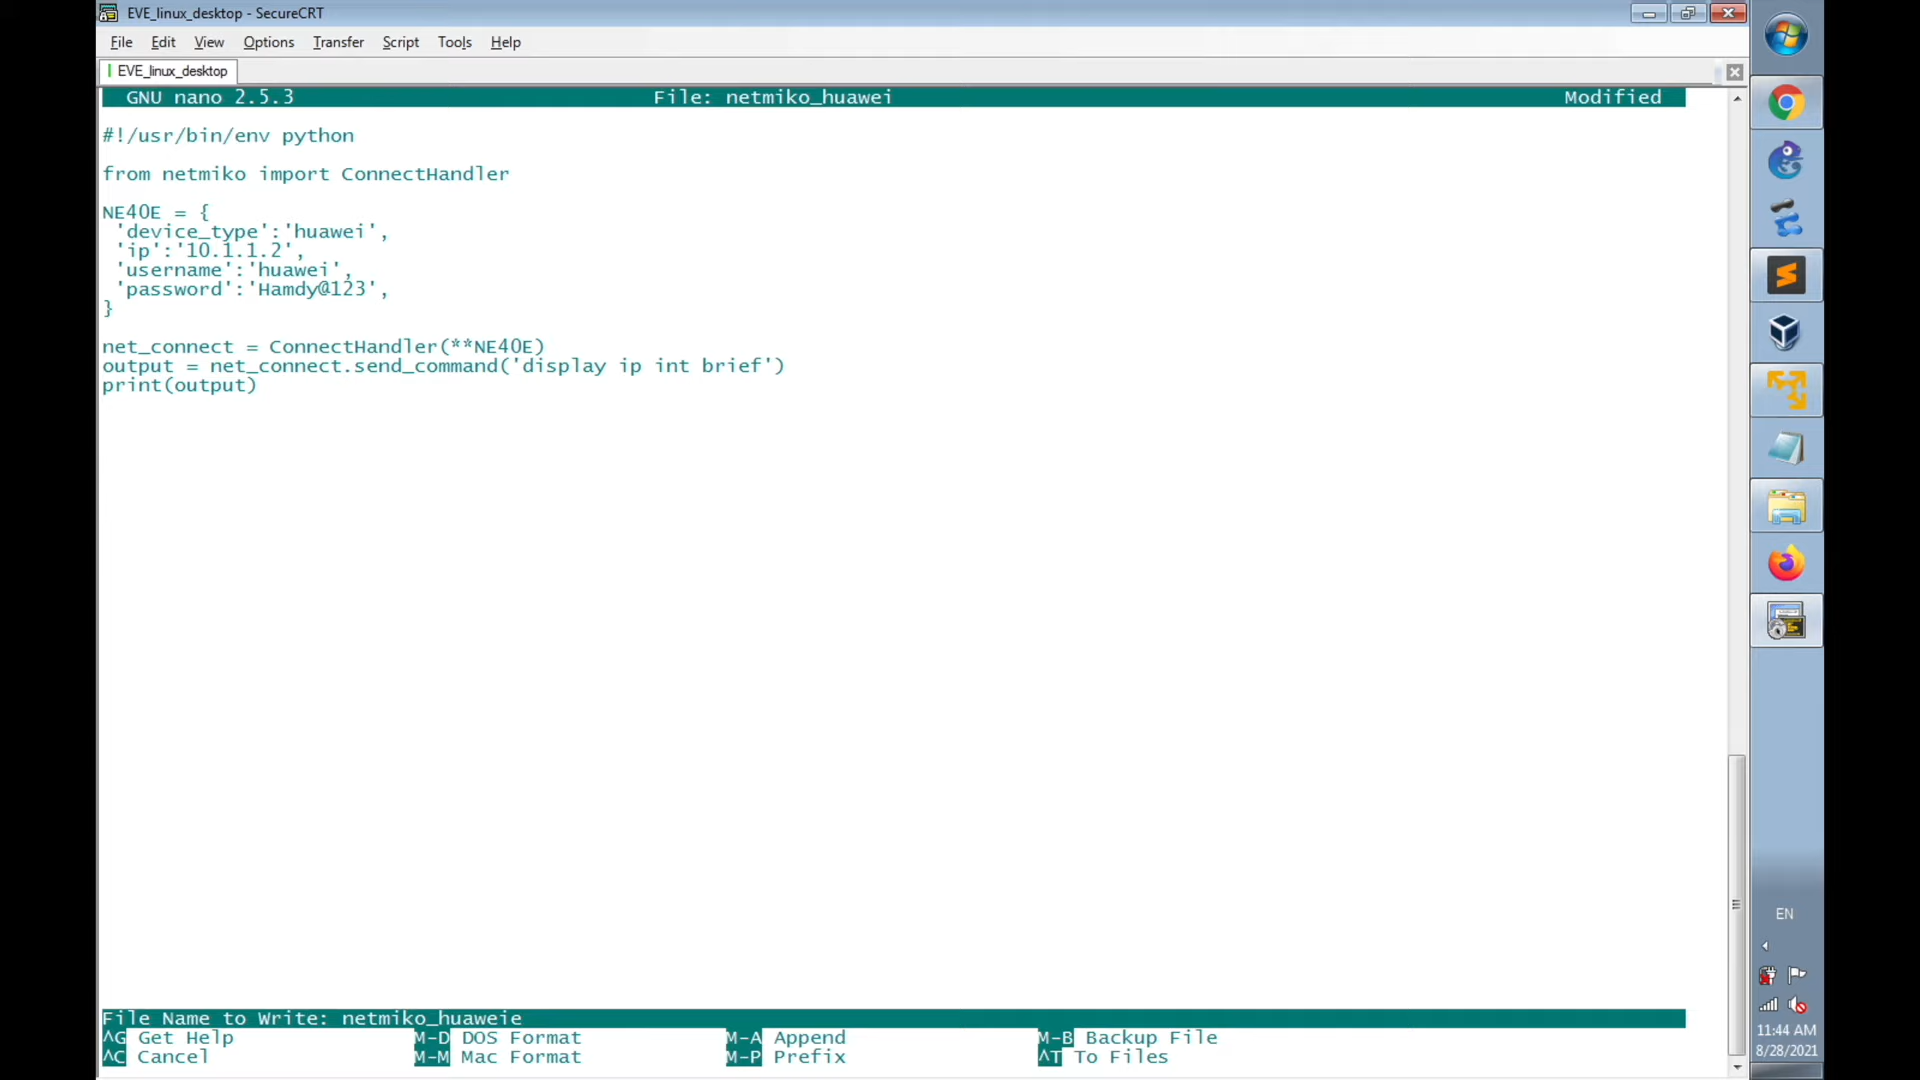 EVE_linux_desktop - SecureCRT
File Edit View Options Transfer Script Tools Help
EVE_linux_desktop
GNU nano 2.5.3 File: netmiko_huawei Modified
#!/usr/bin/env python
from netmiko import ConnectHandler
NE40E = {
'device_type':'huawei',
'ip':'10.1.1.2',
'username':'huawei',
'password':'Hamdy@123',
}
net_connect = ConnectHandler(**NE40E)
output = net_connect.send_command('display ip int brief')
print(output)
File Name to Write: netmiko_huaweie
^G Get Help M-D DOS Format M-A Append M-B Backup File
^C Cancel M-M Mac Format M-P Prefix ^T To Files
EN
11:44 AM
8/28/2021